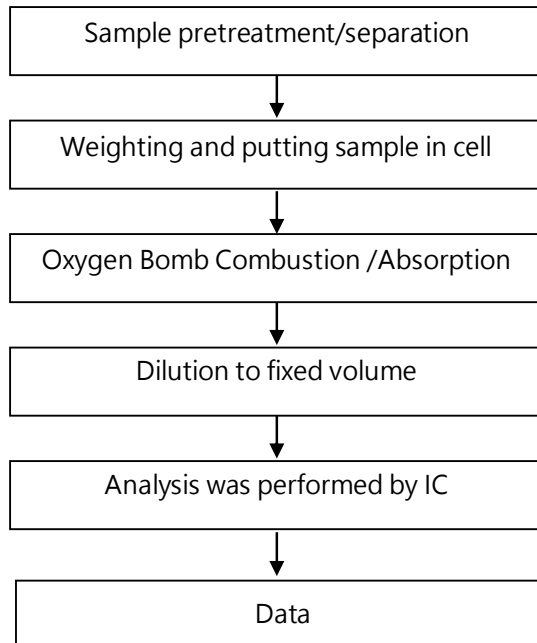 Sample pretreatment/separation
Weighting and putting sample in cell
Oxygen Bomb Combustion /Absorption
Dilution to fixed volume
Analysis was performed by IC
Data